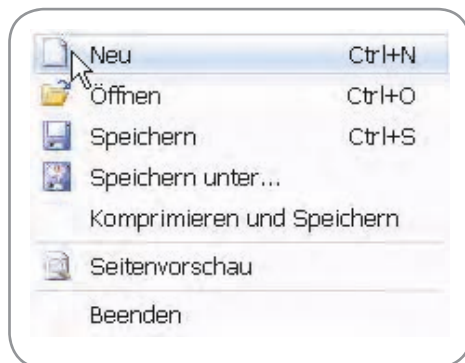 Neu Ctrl+N
Öffnen Ctrl+O
Speichern Ctrl+S
Speichern unter...
Komprimieren und Speichern
Seitenvorschau
Beenden